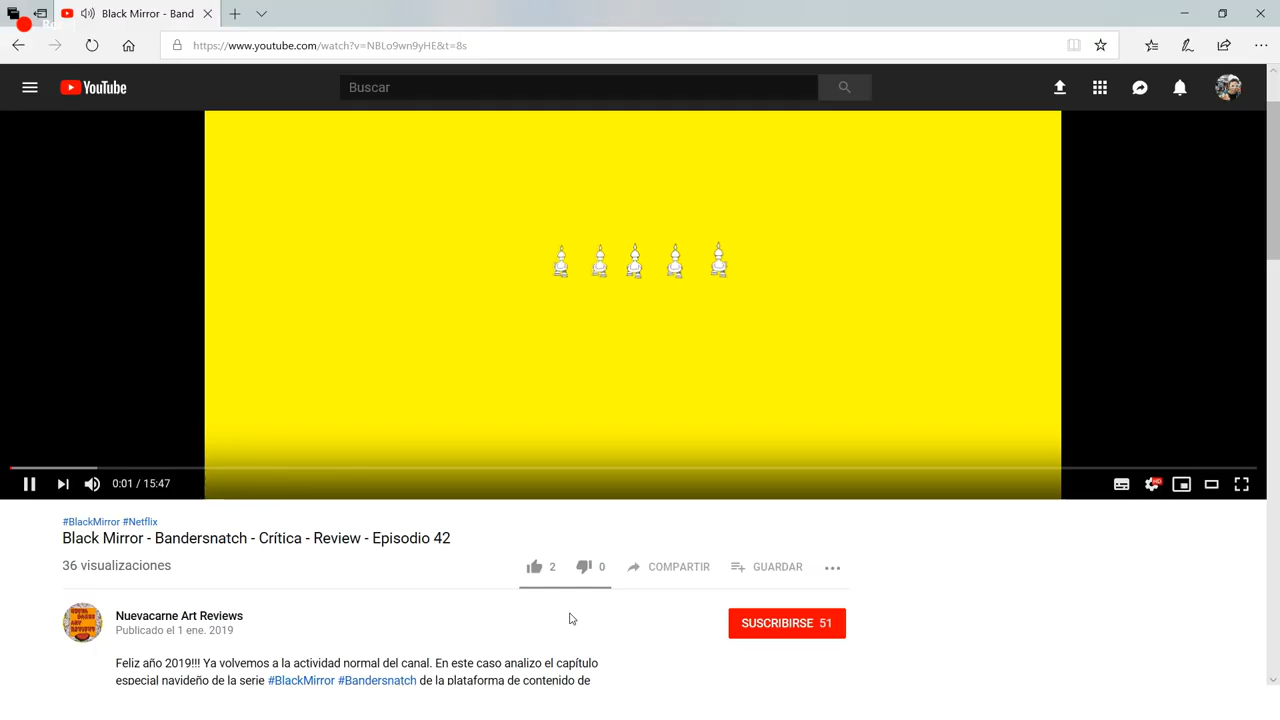 Black Mirror - Band
https://www.youtube.com/watch?v=NBLo9wn9yHE&t=8s
YouTube
Buscar
0:01 / 15:47
HD
#BlackMirror #Netflix
Black Mirror - Bandersnatch - Crítica - Review - Episodio 42
36 visualizaciones
2
0
COMPARTIR
GUARDAR
Nuevacarne Art Reviews
Publicado el 1 ene. 2019
SUSCRIBIRSE 51
Feliz año 2019!!! Ya volvemos a la actividad normal del canal. En este caso analizo el capítulo
especial navideño de la serie #BlackMirror #Bandersnatch de la plataforma de contenido de